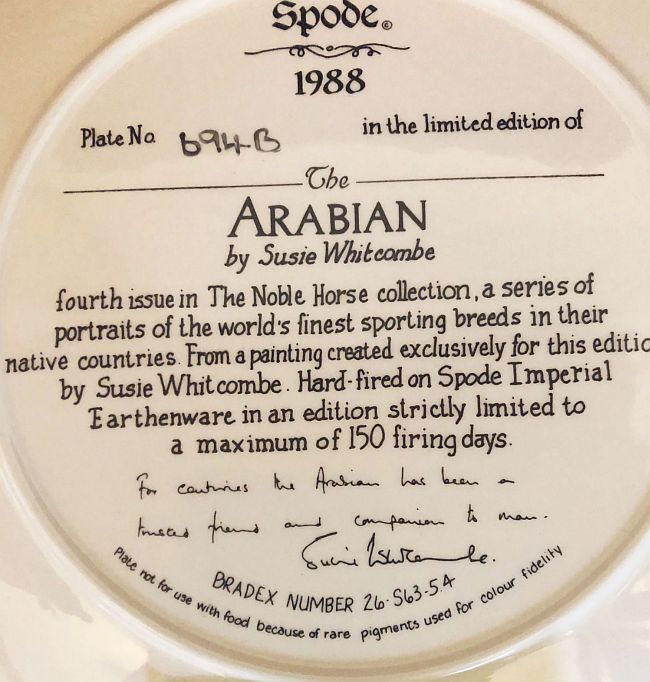 Spode©
1988
Plate No 694B in the limited edition of
The
ARABIAN
by Susie Whitcombe
fourth issue in The Noble Horse collection, a series of
portraits of the world's finest sporting breeds in their
native countries. From a painting created exclusively for this editio
by Susie Whitcombe. Hard-fired on Spode Imperial
Earthenware in an edition strictly limited to
a maximum of 150 firing days.
For centuries the Arabian has been a
trusted friend and companion to man.
Susie Whitcombe.
BRADEX NUMBER 26-S63-5.4
Plate not for use with food because of rare pigments used for colour fidelity